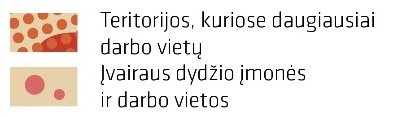 Teritorijos, kuriose daugiausiai
darbo vietų
Įvairaus dydžio įmonės
ir darbo vietos